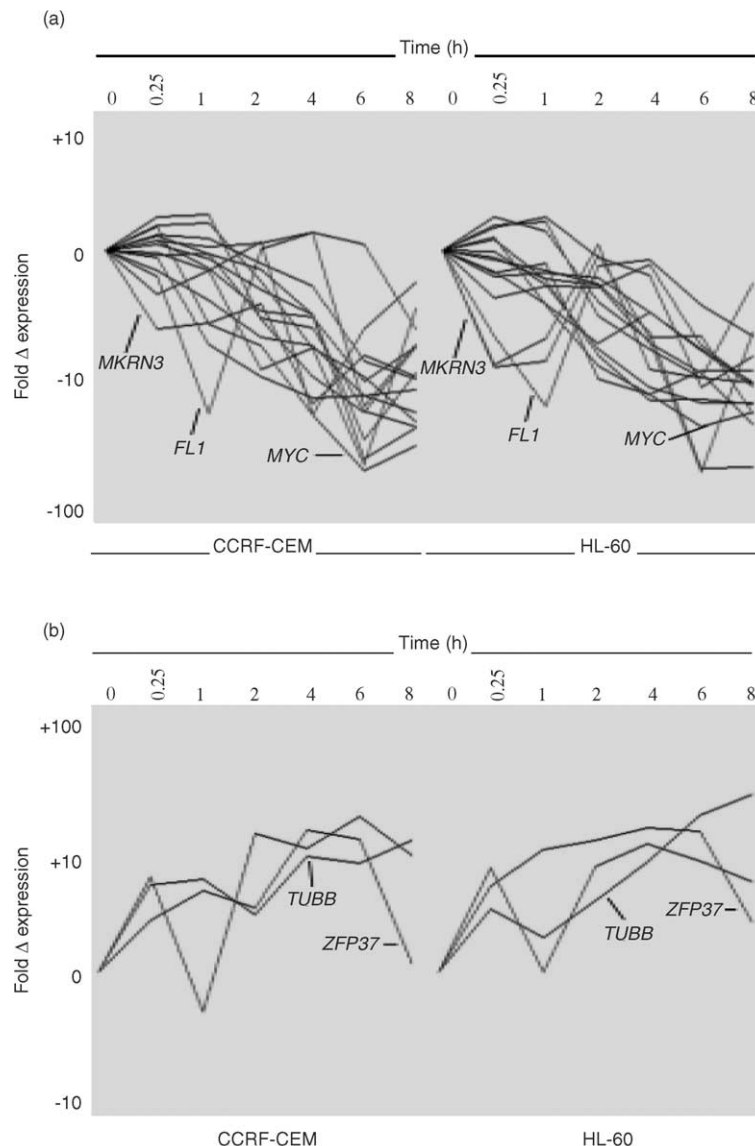 (a)
Time (h)
0 0.25 1 2 4 6 8 0 0.25 1 2 4 6 8
+10
0
-10
-100
Fold Δ expression
MKRN3
FL1
MYC
MKRN3
FL1
MYC
CCRF-CEM HL-60
(b)
Time (h)
0 0.25 1 2 4 6 8 0 0.25 1 2 4 6 8
+100
+10
0
-10
Fold Δ expression
TUBB
ZFP37
TUBB
ZFP37
CCRF-CEM HL-60